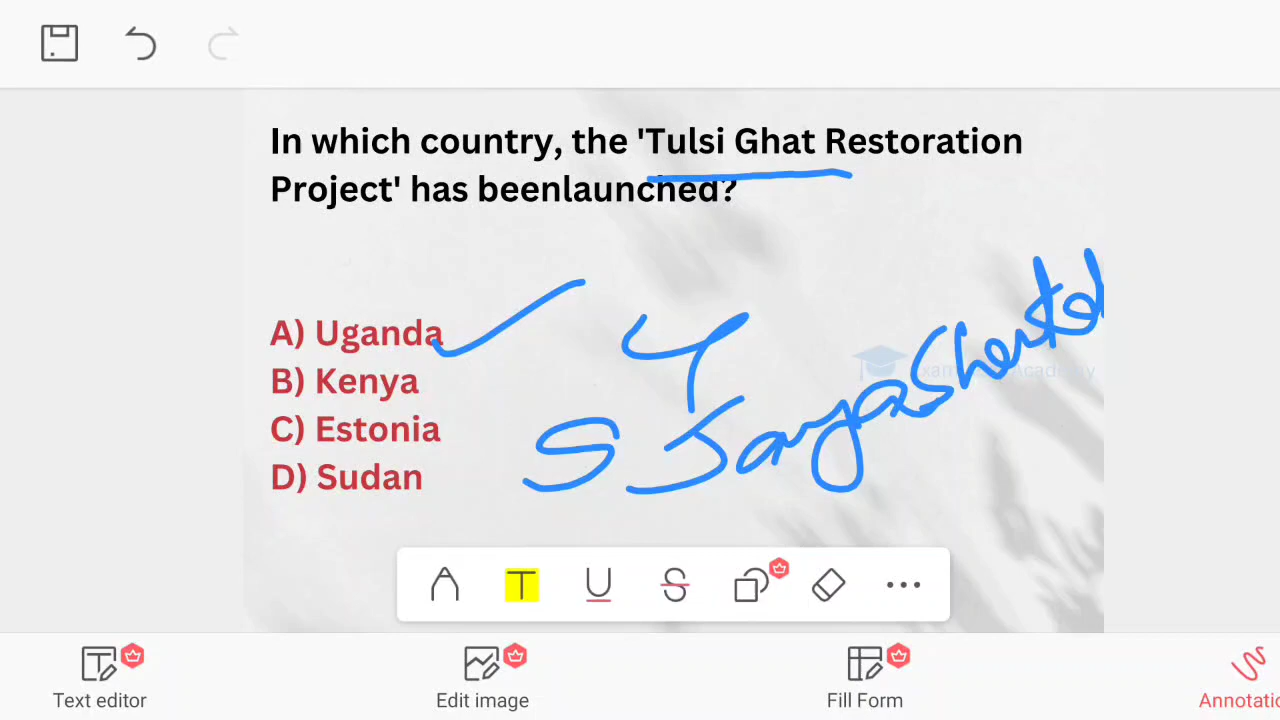 In which country, the 'Tulsi Ghat Restoration
Project' has beenlaunched?
A) Uganda
B) Kenya
C) Estonia
D) Sudan
S
Academy
T
U
S
Text editor
Edit image
Fill Form
Annotatio